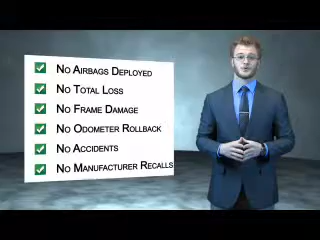 No Airbags Deployed
No Total Loss
No Frame Damage
No Odometer Rollback
No Accidents
No Manufacturer Recalls